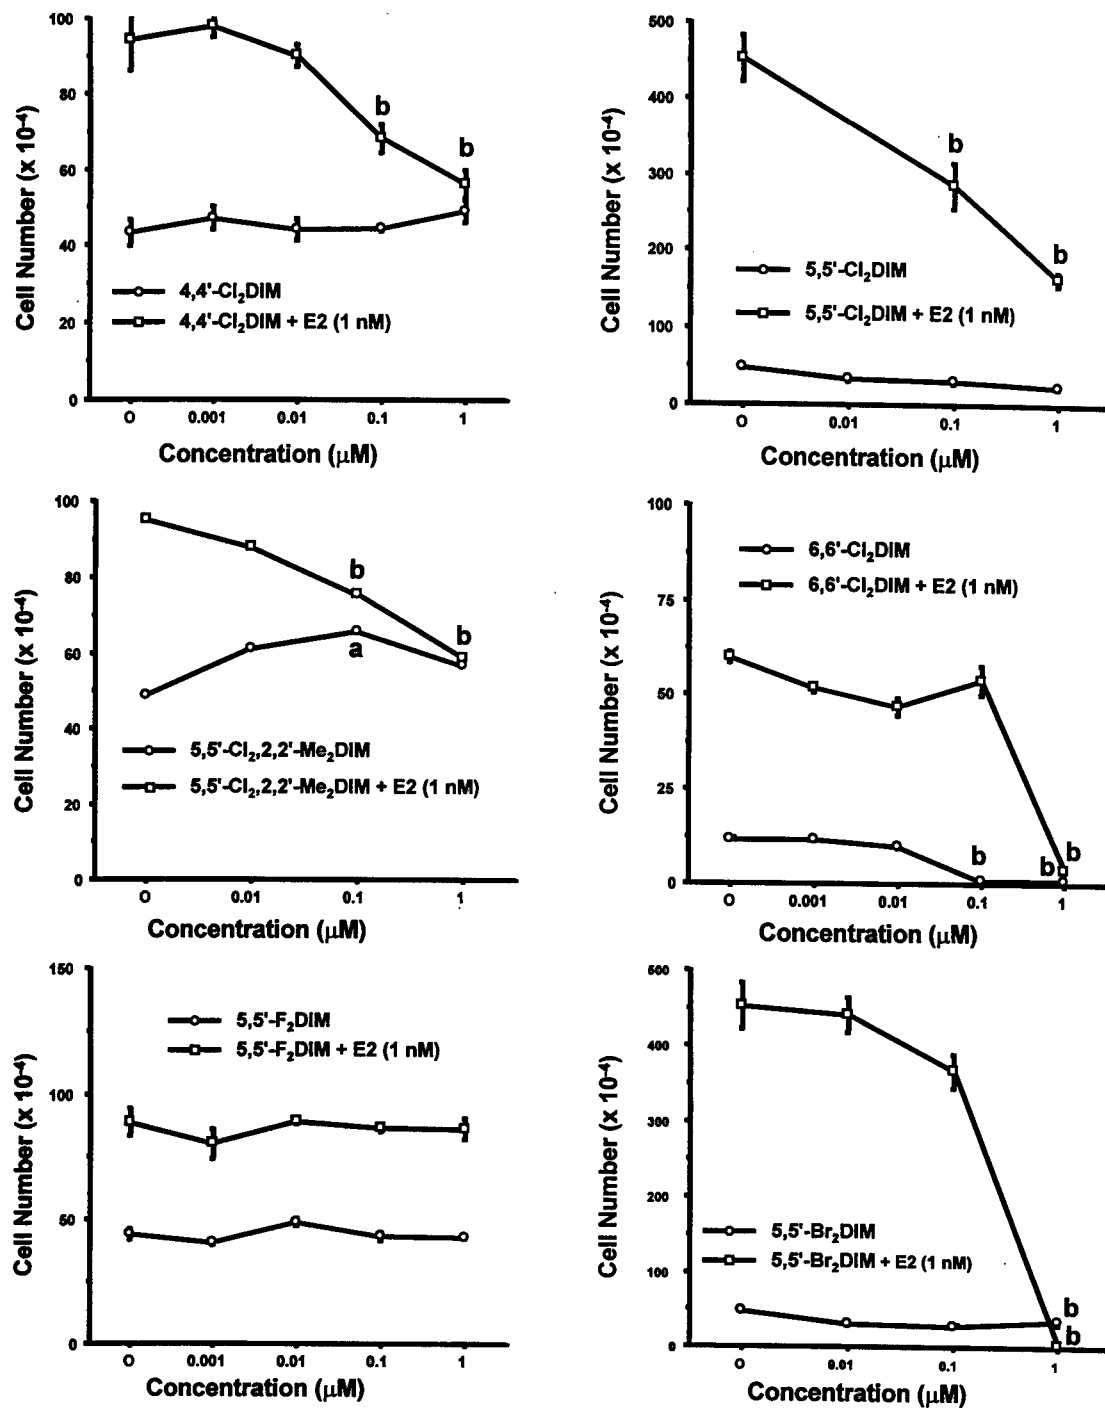 Cell Number (x 10⁻⁴)
100
80
60
40
20
0
b
b
4,4'-Cl₂DIM
4,4'-Cl₂DIM + E2 (1 nM)
O 0.001 0.01 0.1 1
Concentration (μM)
Cell Number (x 10⁻⁴)
500
400
300
200
100
0
b
b
5,5'-Cl₂DIM
5,5'-Cl₂DIM + E2 (1 nM)
O 0.01 0.1 1
Concentration (μM)
Cell Number (x 10⁻⁴)
100
80
60
40
20
0
b
b
a
5,5'-Cl₂,2,2'-Me₂DIM
5,5'-Cl₂,2,2'-Me₂DIM + E2 (1 nM)
O 0.01 0.1 1
Concentration (μM)
Cell Number (x 10⁻⁴)
100
75
50
25
0
6,6'-Cl₂DIM
6,6'-Cl₂DIM + E2 (1 nM)
b
b
b
O 0.001 0.01 0.1 1
Concentration (μM)
Cell Number (x 10⁻⁴)
150
100
50
0
5,5'-F₂DIM
5,5'-F₂DIM + E2 (1 nM)
O 0.001 0.01 0.1 1
Concentration (μM)
Cell Number (x 10⁻⁴)
500
400
300
200
100
0
5,5'-Br₂DIM
5,5'-Br₂DIM + E2 (1 nM)
b
b
O 0.01 0.1 1
Concentration (μM)